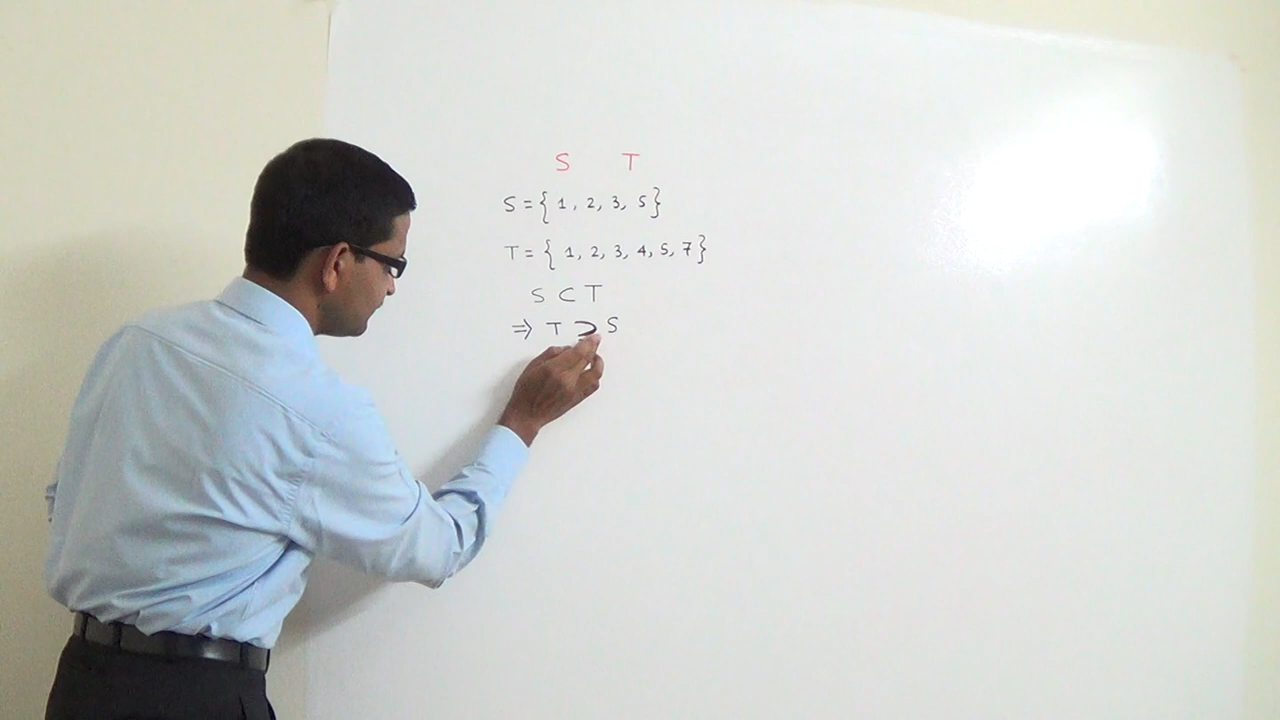 S T
S = { 1, 2, 3, 5}
T = { 1, 2, 3, 4, 5, 7}
S ⊂ T
⇒ T ⊃ S